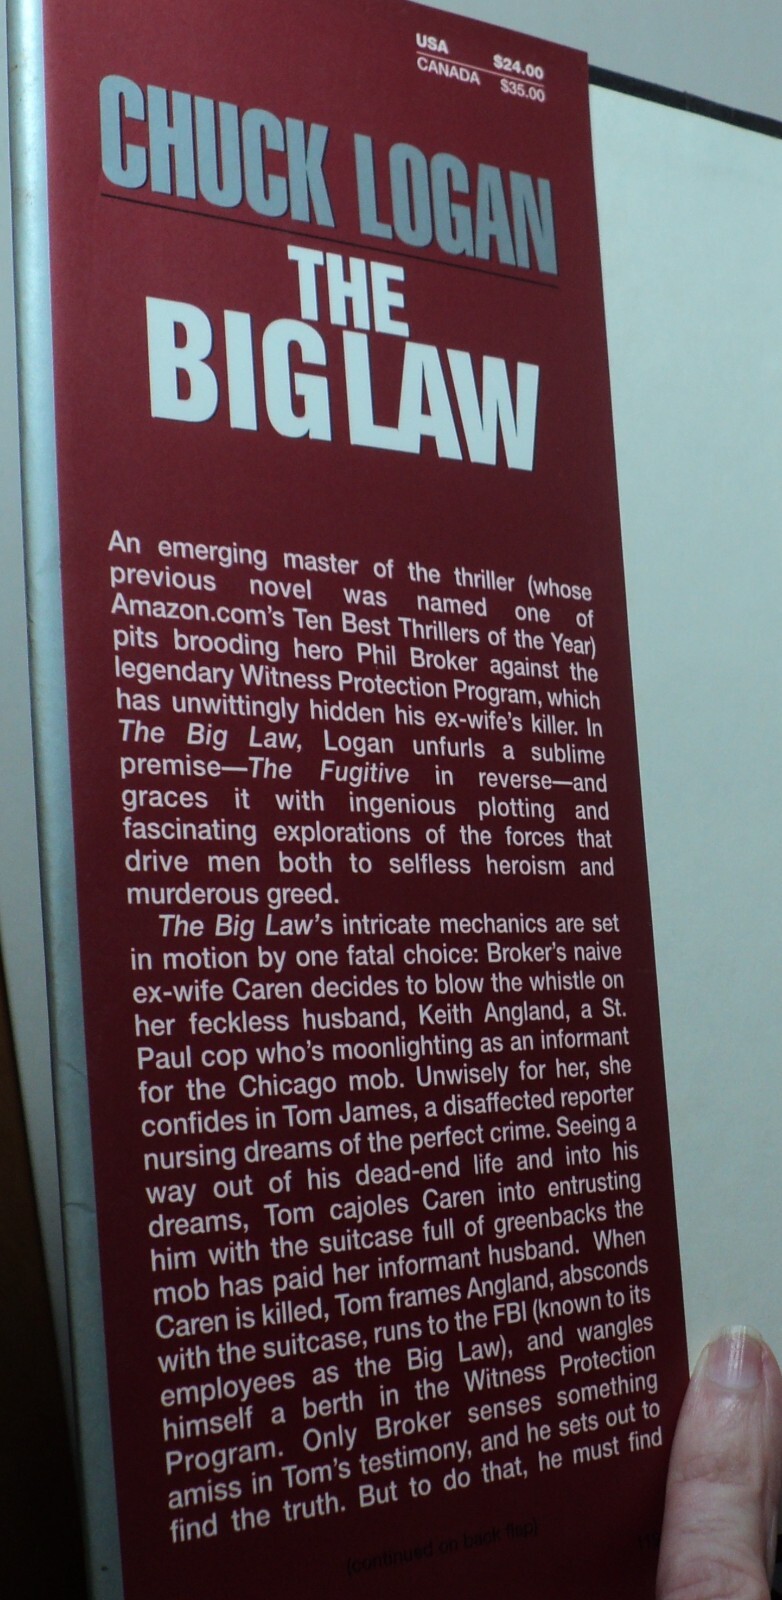 USA $24.00
CANADA $35.00
CHUCK LOGAN
THE
BIG LAW
An emerging master of the thriller (whose
previous novel was named one of
Amazon.com's Ten Best Thrillers of the Year)
pits brooding hero Phil Broker against the
legendary Witness Protection Program, which
has unwittingly hidden his ex-wife's killer. In
The Big Law, Logan unfurls a sublime
premise—The Fugitive in reverse—and
graces it with ingenious plotting and
fascinating explorations of the forces that
drive men both to selfless heroism and
murderous greed.
The Big Law's intricate mechanics are set
in motion by one fatal choice: Broker's naive
ex-wife Caren decides to blow the whistle on
her feckless husband, Keith Angland, a St.
Paul cop who's moonlighting as an informant
for the Chicago mob. Unwisely for her, she
confides in Tom James, a disaffected reporter
nursing dreams of the perfect crime. Seeing a
way out of his dead-end life and into his
dreams, Tom cajoles Caren into entrusting
him with the suitcase full of greenbacks the
mob has paid her informant husband. When
Caren is killed, Tom frames Angland, absconds
with the suitcase, runs to the FBI (known to its
employees as the Big Law), and wangles
himself a berth in the Witness Protection
Program. Only Broker senses something
amiss in Tom's testimony, and he sets out to
find the truth. But to do that, he must find
(continued on back flap)